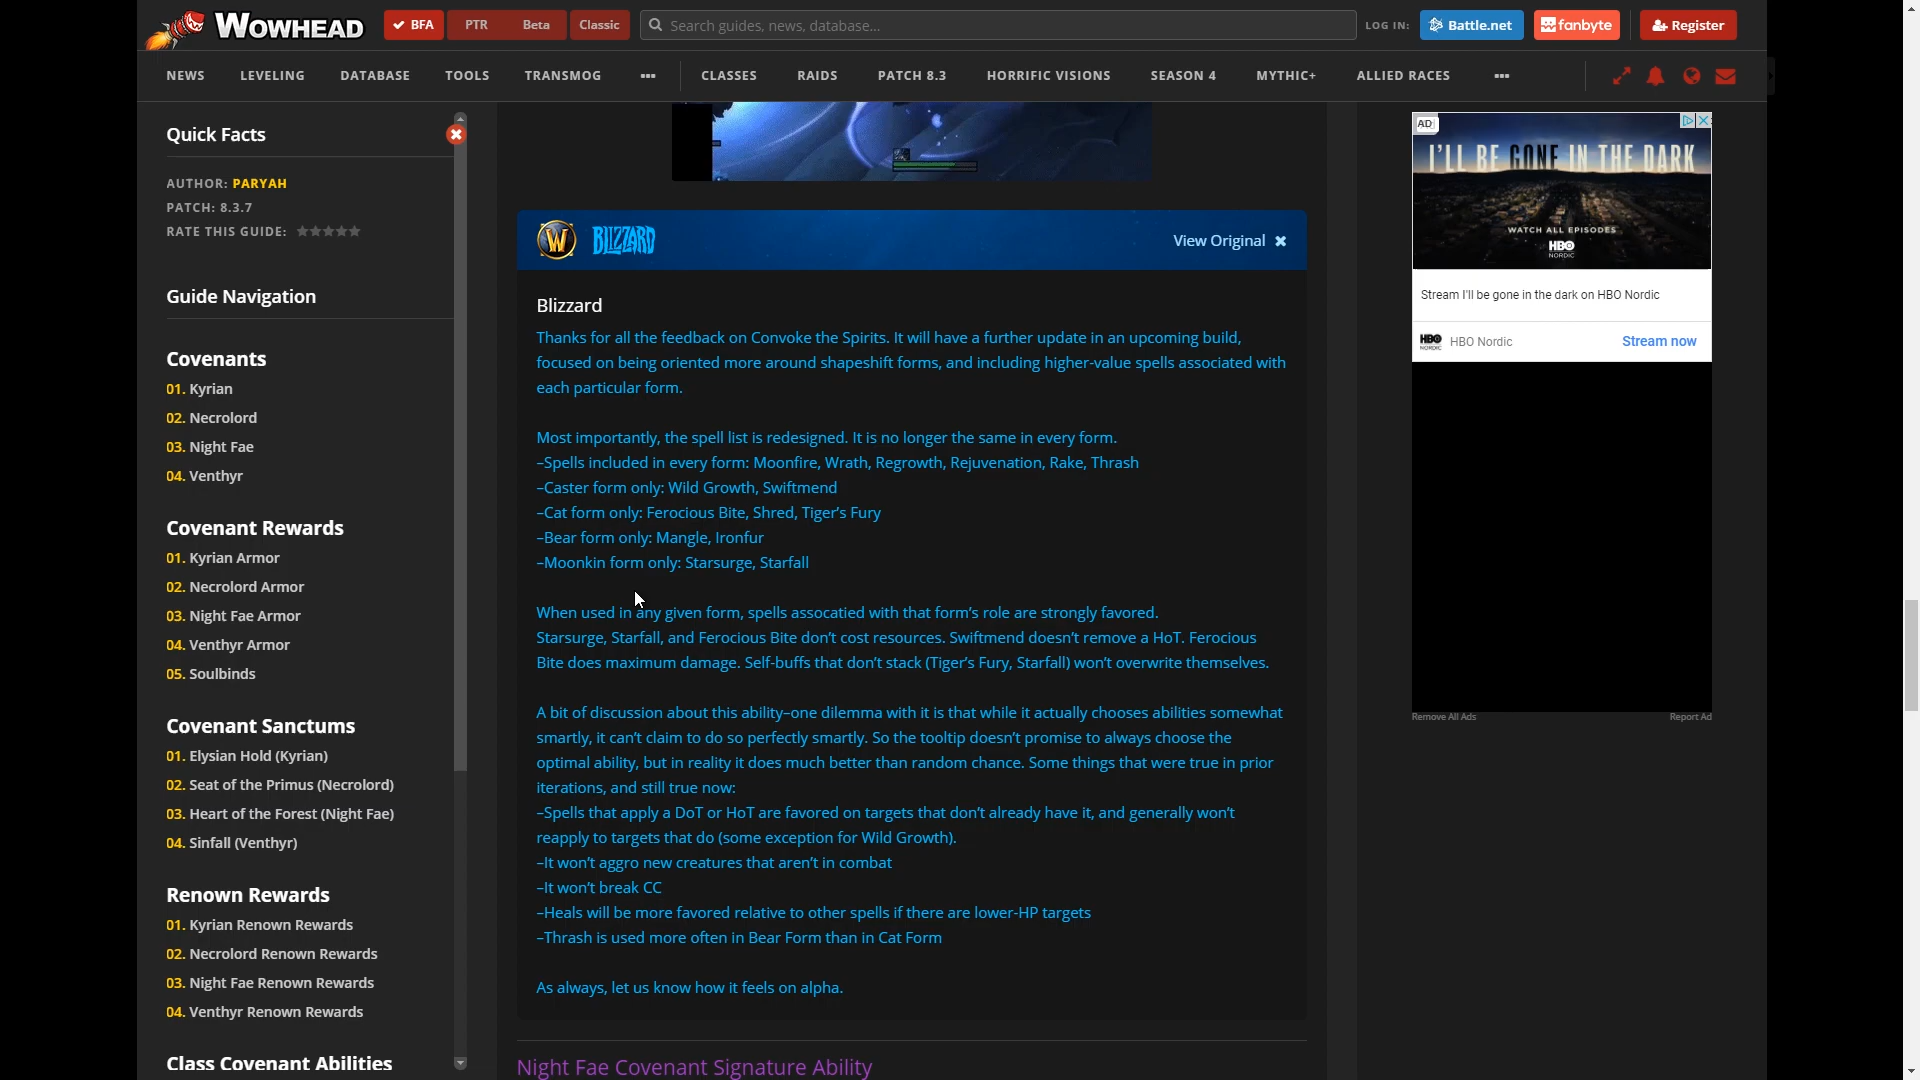 WOWHEAD
BFA
PTR
Beta
Classic
Search guides, news, database...
LOG IN:
Battle.net
fanbyte
Register
NEWS
LEVELING
DATABASE
TOOLS
TRANSMOG
•••
CLASSES
RAIDS
PATCH 8.3
HORRIFIC VISIONS
SEASON 4
MYTHIC+
ALLIED RACES
•••
Quick Facts
AUTHOR: PARYAH
PATCH: 8.3.7
RATE THIS GUIDE:
Guide Navigation
Covenants
01. Kyrian
02. Necrolord
03. Night Fae
04. Venthyr
Covenant Rewards
01. Kyrian Armor
02. Necrolord Armor
03. Night Fae Armor
04. Venthyr Armor
05. Soulbinds
Covenant Sanctums
01. Elysian Hold (Kyrian)
02. Seat of the Primus (Necrolord)
03. Heart of the Forest (Night Fae)
04. Sinfall (Venthyr)
Renown Rewards
01. Kyrian Renown Rewards
02. Necrolord Renown Rewards
03. Night Fae Renown Rewards
04. Venthyr Renown Rewards
Class Covenant Abilities
W BLIZZARD
View Original
Blizzard
Thanks for all the feedback on Convoke the Spirits. It will have a further update in an upcoming build,
focused on being oriented more around shapeshift forms, and including higher-value spells associated with
each particular form.
Most importantly, the spell list is redesigned. It is no longer the same in every form.
–Spells included in every form: Moonfire, Wrath, Regrowth, Rejuvenation, Rake, Thrash
–Caster form only: Wild Growth, Swiftmend
–Cat form only: Ferocious Bite, Shred, Tiger's Fury
–Bear form only: Mangle, Ironfur
–Moonkin form only: Starsurge, Starfall
When used in any given form, spells assocatied with that form's role are strongly favored.
Starsurge, Starfall, and Ferocious Bite don't cost resources. Swiftmend doesn't remove a HoT. Ferocious
Bite does maximum damage. Self-buffs that don't stack (Tiger's Fury, Starfall) won't overwrite themselves.
A bit of discussion about this ability–one dilemma with it is that while it actually chooses abilities somewhat
smartly, it can't claim to do so perfectly smartly. So the tooltip doesn't promise to always choose the
optimal ability, but in reality it does much better than random chance. Some things that were true in prior
iterations, and still true now:
–Spells that apply a DoT or HoT are favored on targets that don't already have it, and generally won't
reapply to targets that do (some exception for Wild Growth).
–It won't aggro new creatures that aren't in combat
–It won't break CC
–Heals will be more favored relative to other spells if there are lower-HP targets
–Thrash is used more often in Bear Form than in Cat Form
As always, let us know how it feels on alpha.
Night Fae Covenant Signature Ability
AD
I'LL BE GONE IN THE DARK
WATCH ALL EPISODES
HBO
NORDIC
Stream I'll be gone in the dark on HBO Nordic
HBO NORDIC
HBO Nordic
Stream now
Remove All Ads
Report Ad